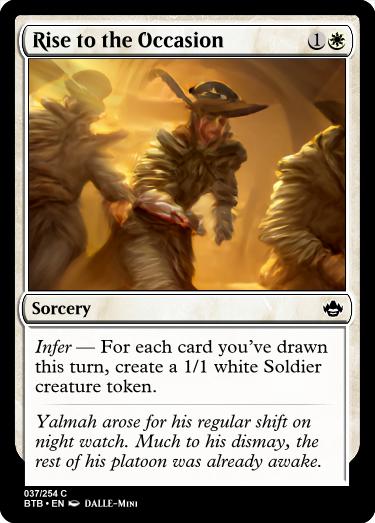 Rise to the Occasion 1
Sorcery
Infer — For each card you've drawn
this turn, create a 1/1 white Soldier
creature token.
Yalmah arose for his regular shift on
night watch. Much to his dismay, the
rest of his platoon was already awake.
037/254 C
BTB • EN DALLE-Mini